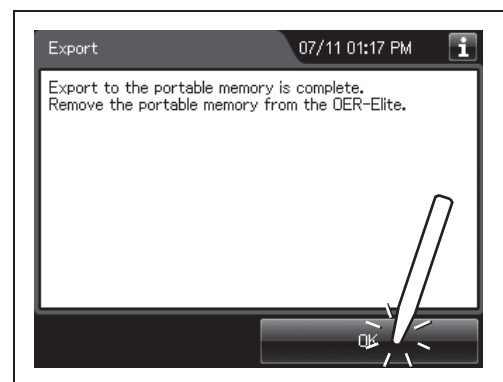 Export
07/11 01:17 PM
i
Export to the portable memory is complete.
Remove the portable memory from the OER-Elite.
OK